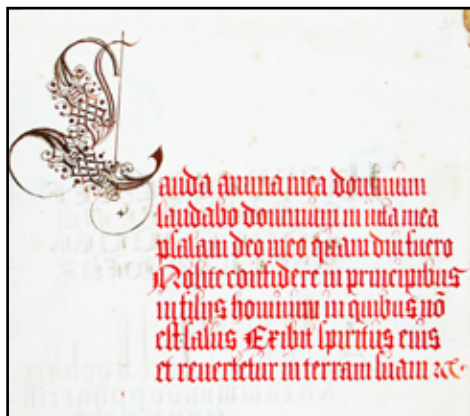 Lauda anima mea dominum
laudabo dominum in vita mea
psalam deo meo quam diu fuero
Nolite confidere in principibus
in filijs hominum in quibus nō
est salus Exibit spiritus eius
et revertetur in terram suam ꝛc.